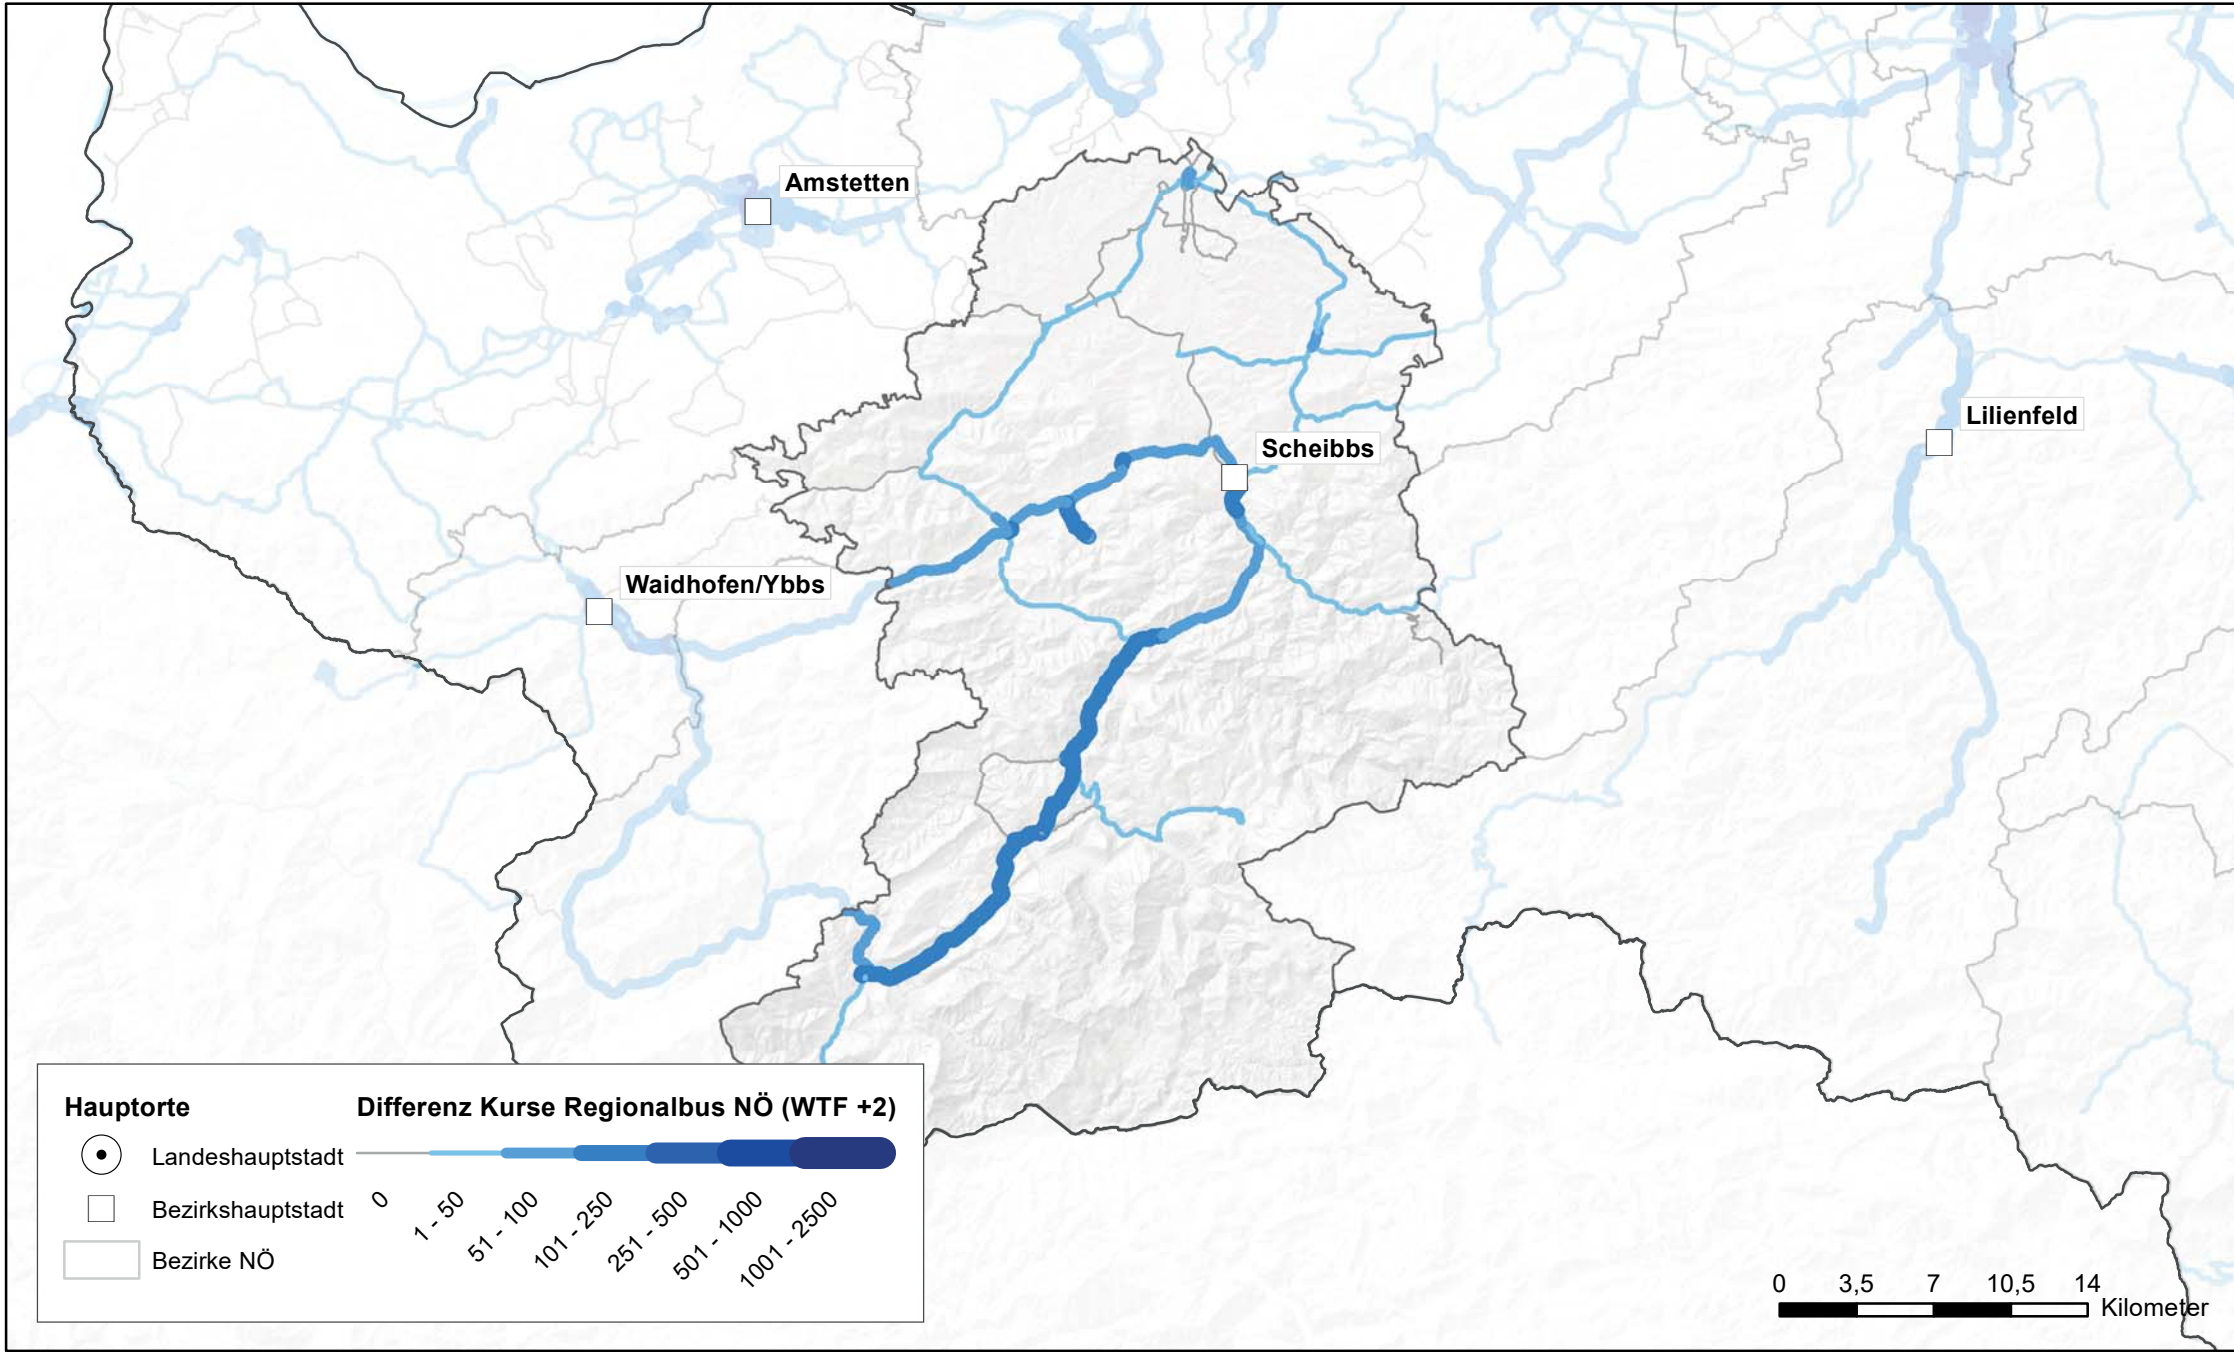 Amstetten
Lilienfeld
Scheibbs
Waidhofen/Ybbs
Hauptorte
Landeshauptstadt
Bezirkshauptstadt
Bezirke NÖ
Differenz Kurse Regionalbus NÖ (WTF +2)
0
1 - 50
51 - 100
101 - 250
251 - 500
501 - 1000
1001 - 2500
0 3,5 7 10,5 14
Kilometer